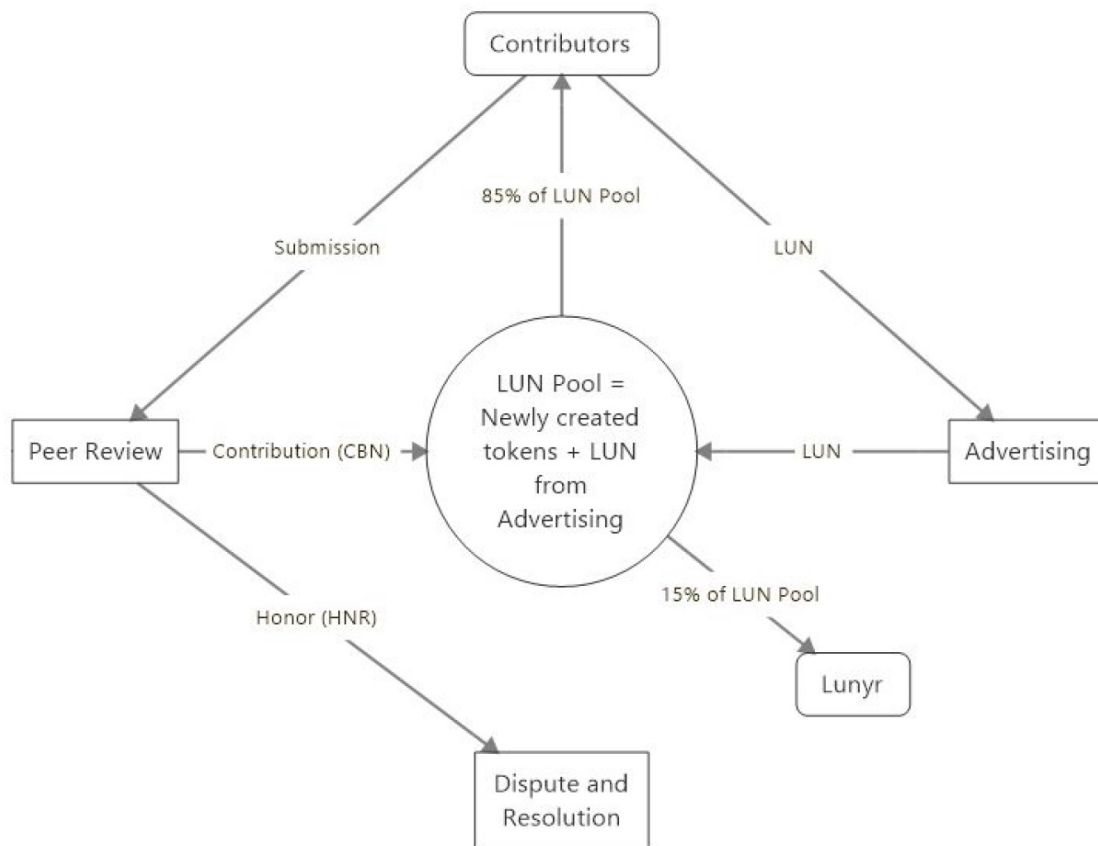 Contributors
85% of LUN Pool
Submission
LUN
LUN Pool =
Newly created
tokens + LUN
from
Advertising
Peer Review
Contribution (CBN)
LUN
Advertising
15% of LUN Pool
Honor (HNR)
Lunyr
Dispute and
Resolution